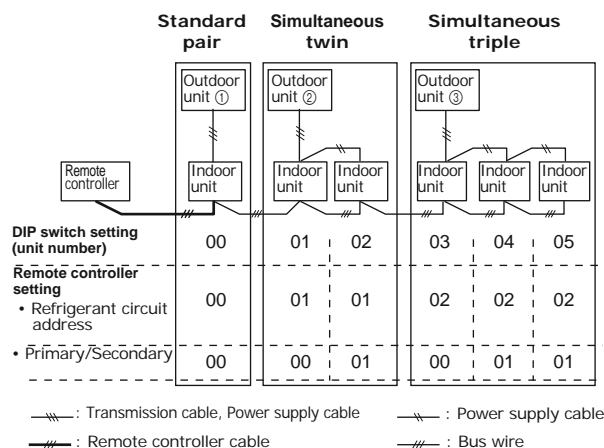 Standard pair
Simultaneous twin
Simultaneous triple
Outdoor unit ①
Outdoor unit ②
Outdoor unit ③
Remote controller
Indoor unit
Indoor unit
Indoor unit
Indoor unit
Indoor unit
Indoor unit
DIP switch setting (unit number)
00 01 02 03 04 05
Remote controller setting
• Refrigerant circuit address
00 01 01 02 02 02
• Primary/Secondary
00 00 01 00 01 01
: Transmission cable, Power supply cable
: Power supply cable
: Remote controller cable
: Bus wire